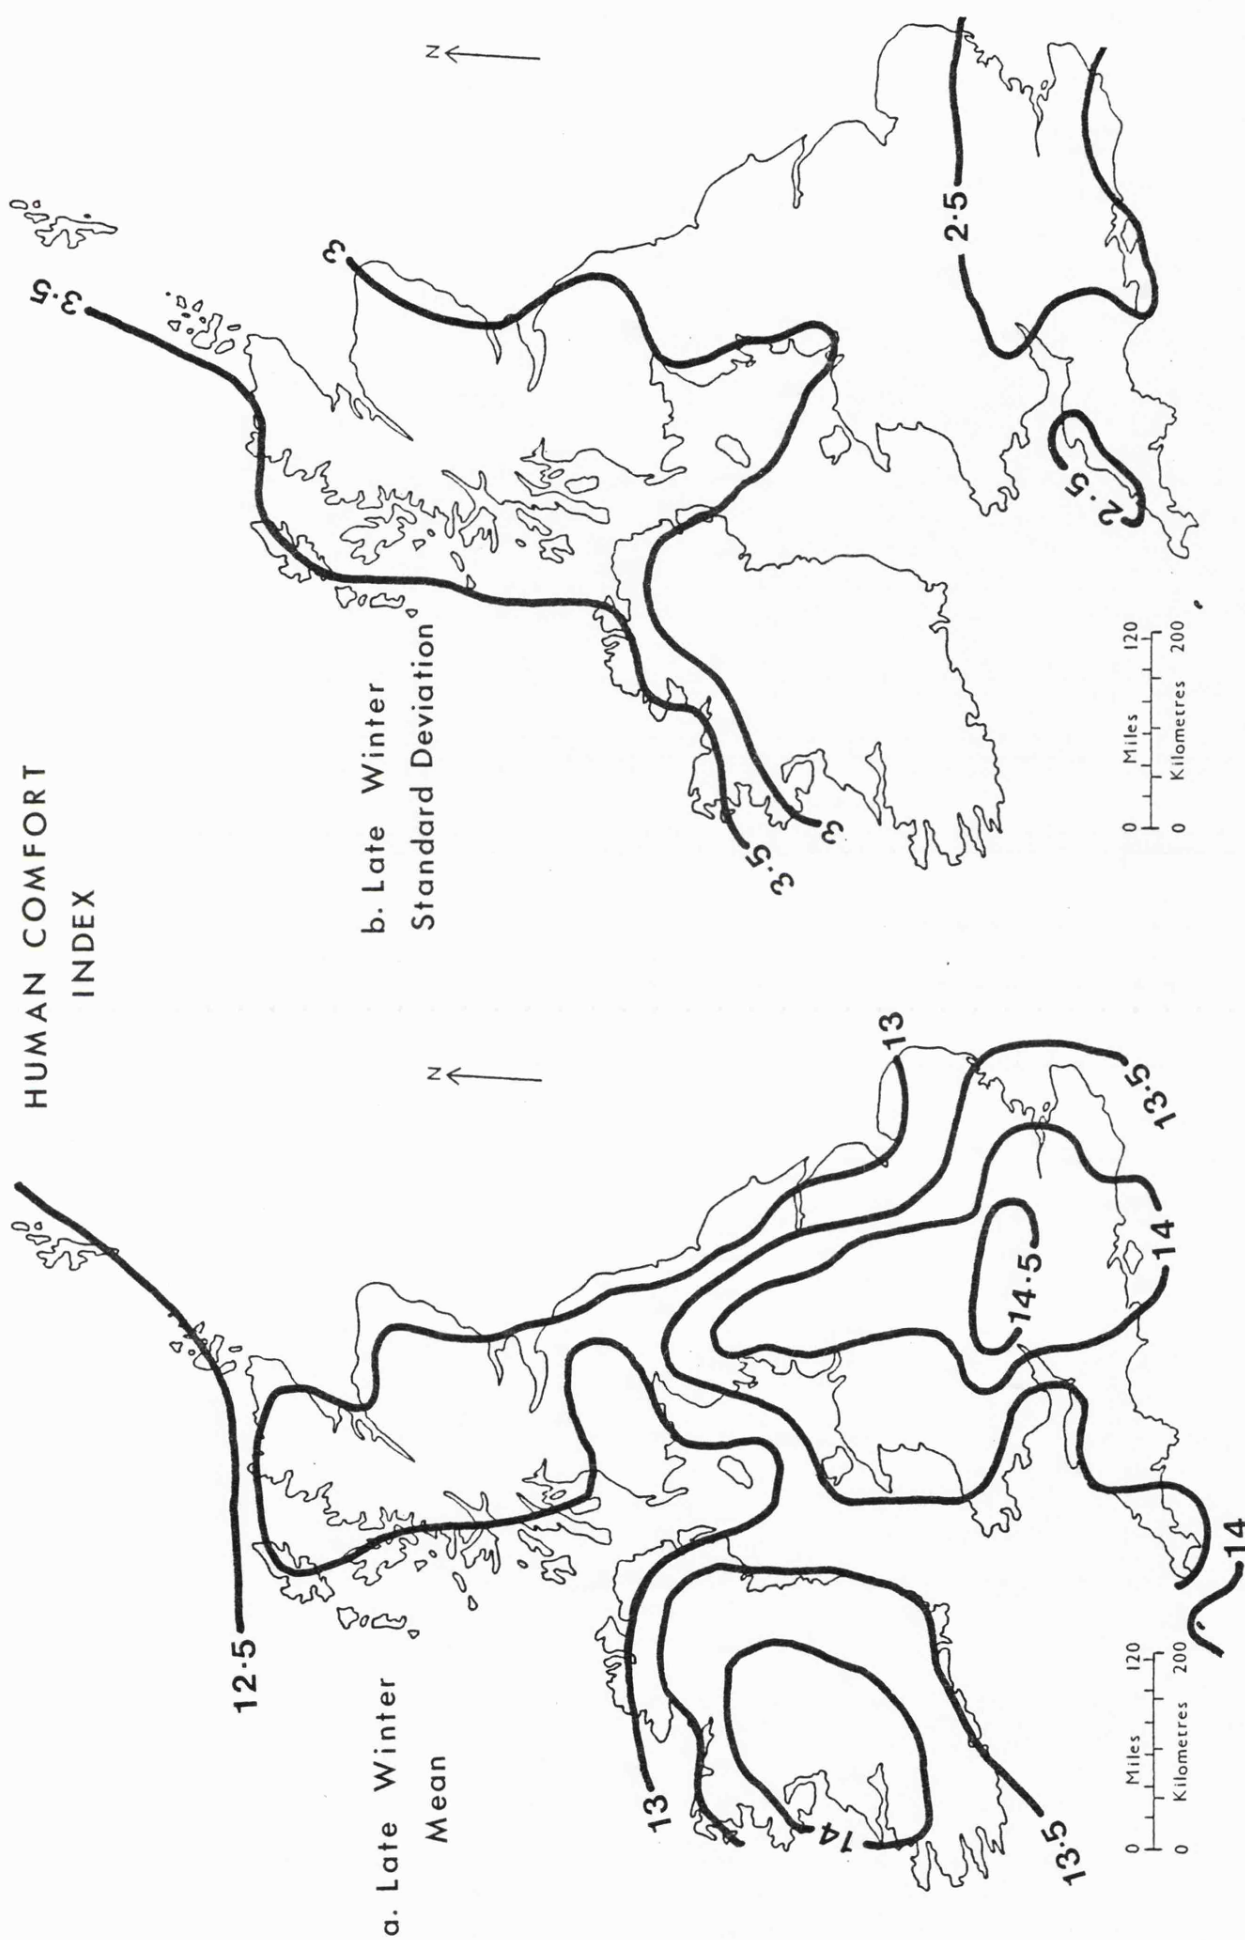 HUMAN COMFORT
INDEX
a. Late Winter
Mean
N
12.5
13
14
13.5
13
13.5
14
14.5
14
Miles
0 120
Kilometres
0 200
b. Late Winter
Standard Deviation
N
3.5
3
3.5
3
2.5
2.5
Miles
0 120
Kilometres
0 200